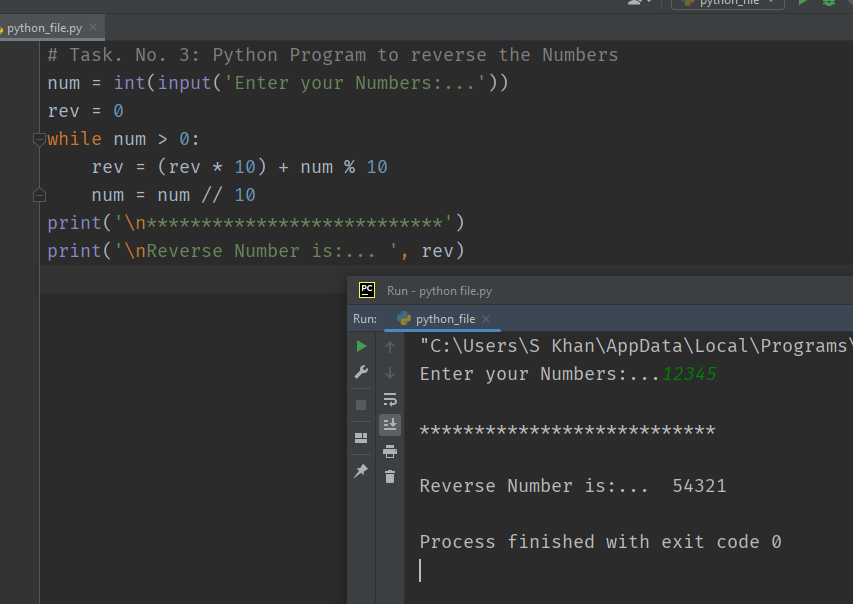 python_file
python_file.py
# Task. No. 3: Python Program to reverse the Numbers
num = int(input('Enter your Numbers:...'))
rev = 0
while num > 0:
    rev = (rev * 10) + num % 10
    num = num // 10
print('\n***************************')
print('\nReverse Number is:... ', rev)
PC
Run - python file.py
Run: python_file
"C:\Users\S Khan\AppData\Local\Programs\
Enter your Numbers:...12345
***************************
Reverse Number is:...  54321
Process finished with exit code 0